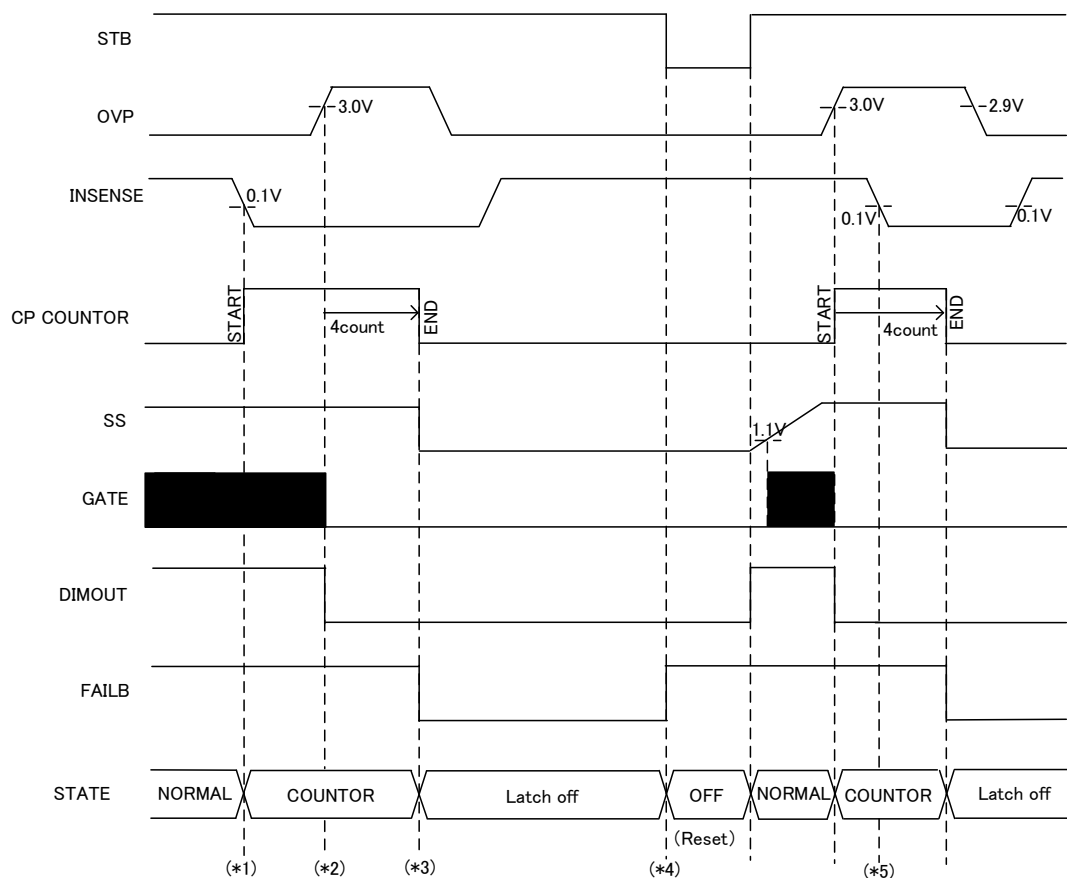 STB
OVP
3.0V
3.0V
2.9V
INSENSE
0.1V
0.1V
0.1V
CP COUNTOR
START
4count
END
START
4count
END
SS
1.1V
GATE
DIMOUT
FAILB
STATE
NORMAL
COUNTOR
Latch off
OFF
NORMAL
COUNTOR
Latch off
(Reset)
(*1)
(*2)
(*3)
(*4)
(*5)